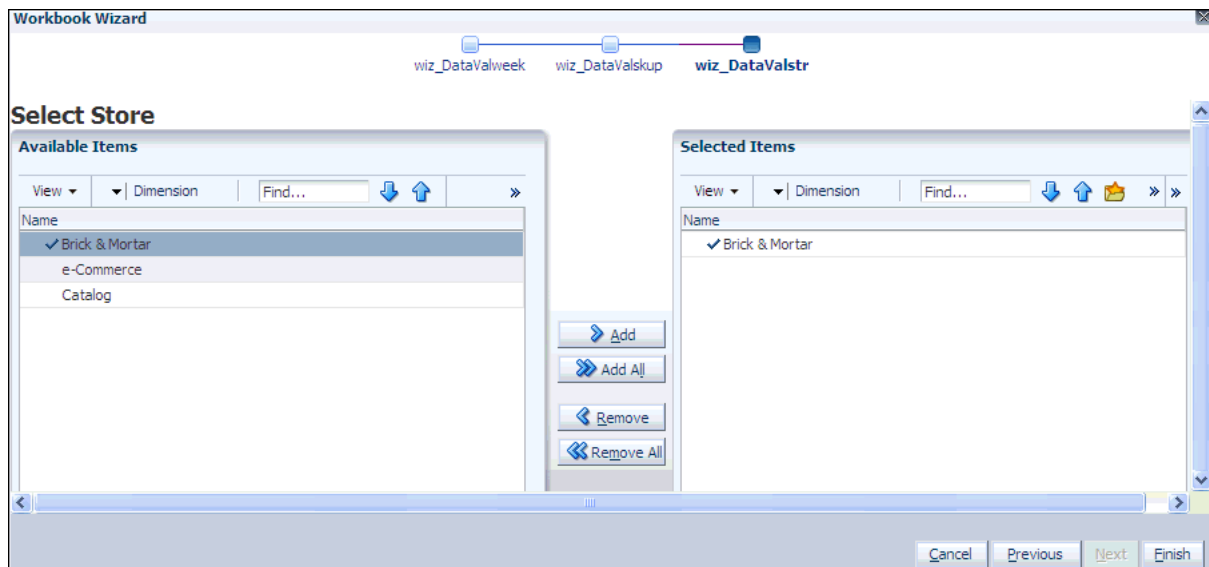 Workbook Wizard
wiz_DataValweek wiz_DataValskup wiz_DataValstr
Select Store
Available Items
View Dimension Find... »
Name
Brick & Mortar
e-Commerce
Catalog
Add
Add All
Remove
Remove All
Selected Items
View Dimension Find... » »
Name
Brick & Mortar
Cancel Previous Next Finish